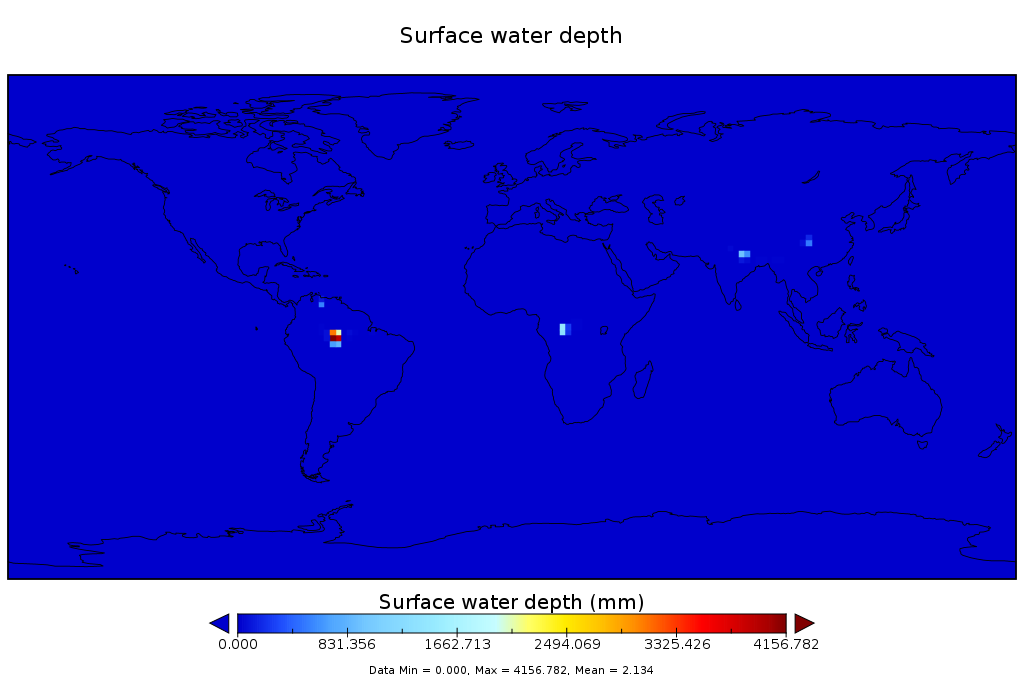 Surface water depth
Surface water depth (mm)
0.000 831.356 1662.713 2494.069 3325.426 4156.782
Data Min = 0.000, Max = 4156.782, Mean = 2.134